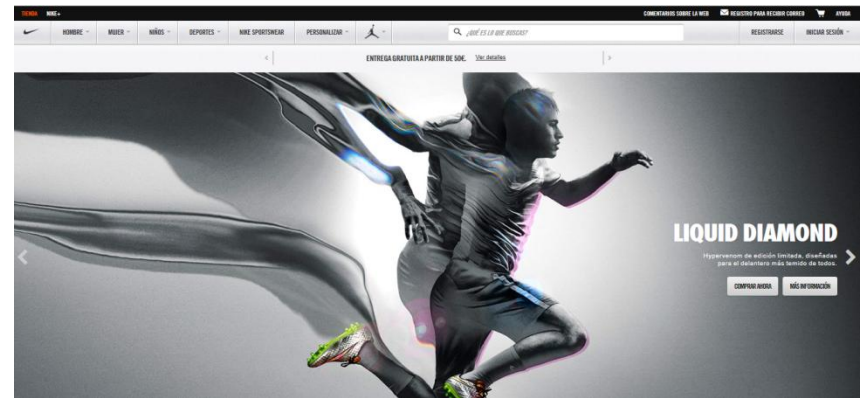 TIENDA NIKE+ COMENTARIOS SOBRE LA WEB REGISTRO PARA RECIBIR CORREO AYUDA
HOMBRE MUJER NIÑOS DEPORTES NIKE SPORTSWEAR PERSONALIZAR ¿QUÉ ES LO QUE BUSCAS? REGISTRARSE INICIAR SESIÓN
ENTREGA GRATUITA A PARTIR DE 50€. Ver detalles
LIQUID DIAMOND
Hypervenom de edición limitada, diseñadas
para el delantero más temido de todos.
COMPRAR AHORA MÁS INFORMACIÓN